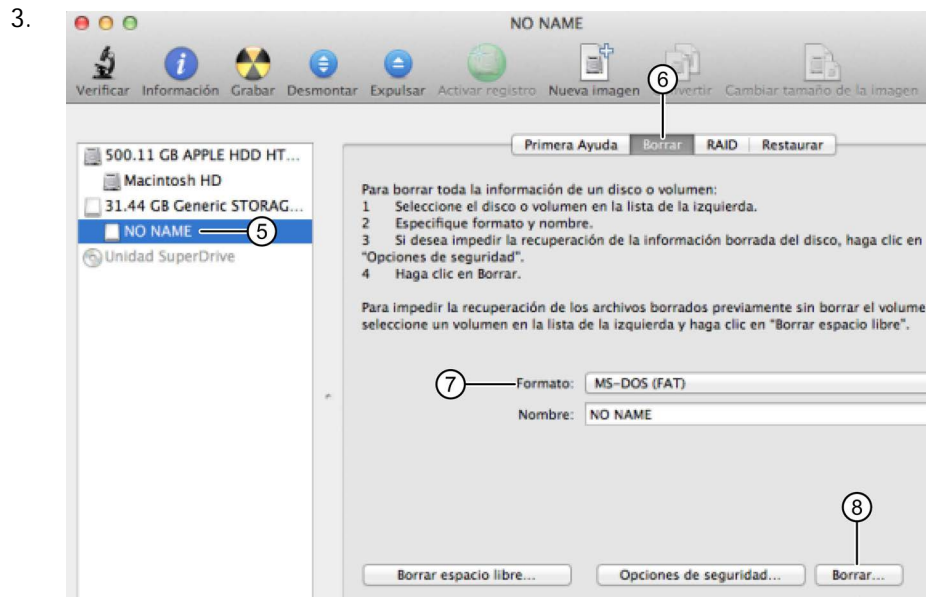 3.
NO NAME
Verificar Información Grabar Desmontar Expulsar Activar registro Nueva imagen Cambiar tamaño de la imagen
6
Primera Ayuda Borrar RAID Restaurar
500.11 GB APPLE HDD HT...
Macintosh HD
31.44 GB Generic STORAG...
NO NAME 5
Unidad SuperDrive
Para borrar toda la información de un disco o volumen:
1 Seleccione el disco o volumen en la lista de la izquierda.
2 Especifique formato y nombre.
3 Si desea impedir la recuperación de la información borrada del disco, haga clic en
"Opciones de seguridad".
4 Haga clic en Borrar.
Para impedir la recuperación de los archivos borrados previamente sin borrar el volume
seleccione un volumen en la lista de la izquierda y haga clic en "Borrar espacio libre".
7 Formato: MS-DOS (FAT)
Nombre: NO NAME
8
Borrar espacio libre... Opciones de seguridad... Borrar...